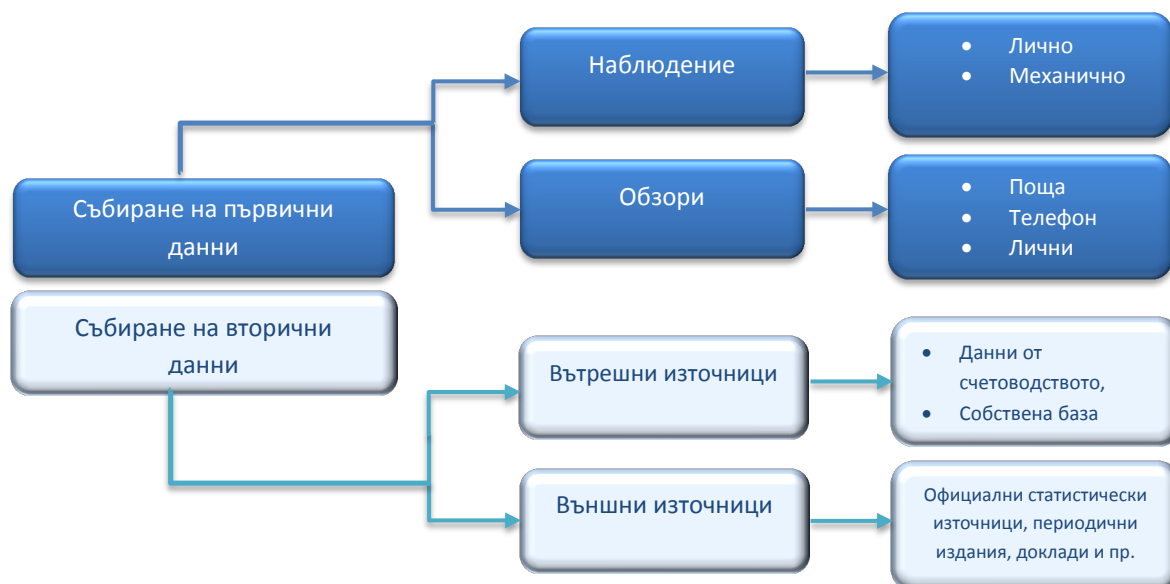 Наблюдение
• Лично
• Механично
Събиране на първични
данни
Обзори
• Поща
• Телефон
• Лични
Събиране на вторични
данни
Вътрешни източници
• Данни от
счетоводството,
• Собствена база
Външни източници
Официални статистически
източници, периодични
издания, доклади и пр.